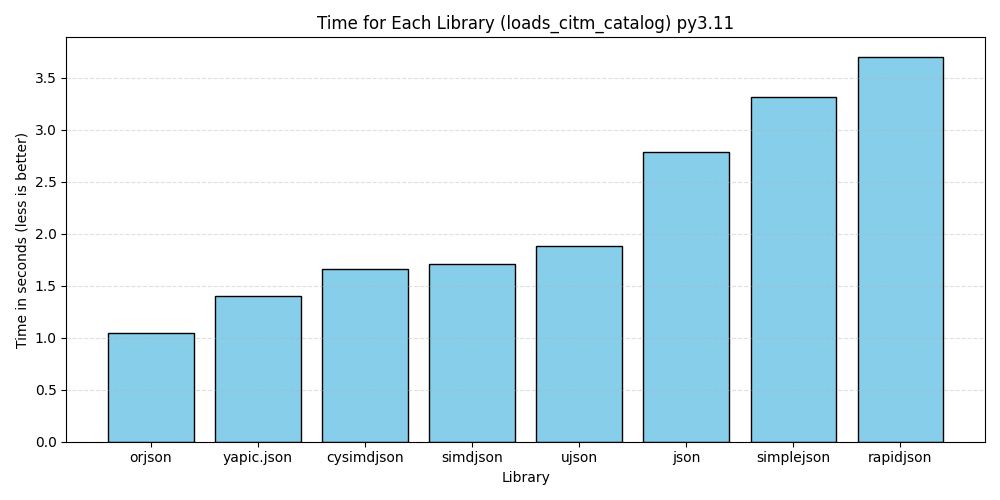 Time for Each Library (loads_citm_catalog) py3.11
Time in seconds (less is better)
3.5
3.0
2.5
2.0
1.5
1.0
0.5
0.0
orjson yapic.json cysimdjson simdjson ujson json simplejson rapidjson
Library